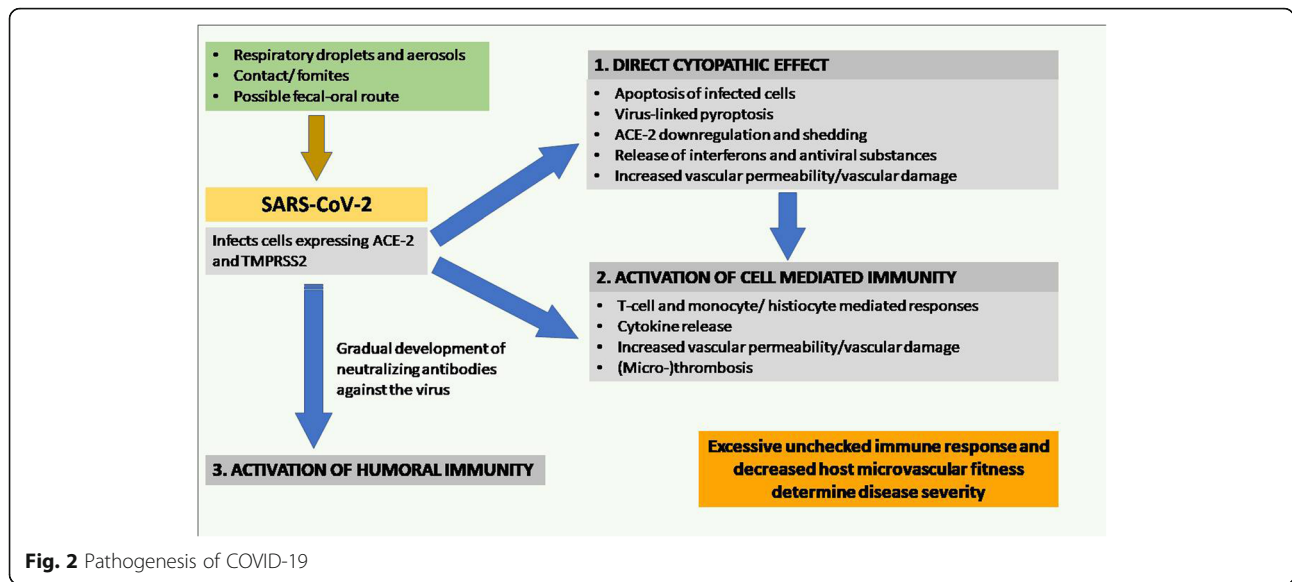 • Respiratory droplets and aerosols
• Contact/ fomites
• Possible fecal-oral route
SARS-CoV-2
Infects cells expressing ACE-2
and TMPRSS2
Gradual development of
neutralizing antibodies
against the virus
3. ACTIVATION OF HUMORAL IMMUNITY
1. DIRECT CYTOPATHIC EFFECT
• Apoptosis of infected cells
• Virus-linked pyroptosis
• ACE-2 downregulation and shedding
• Release of interferons and antiviral substances
• Increased vascular permeability/vascular damage
2. ACTIVATION OF CELL MEDIATED IMMUNITY
• T-cell and monocyte/ histiocyte mediated responses
• Cytokine release
• Increased vascular permeability/vascular damage
• (Micro-)thrombosis
Excessive unchecked immune response and
decreased host microvascular fitness
determine disease severity
Fig. 2 Pathogenesis of COVID-19